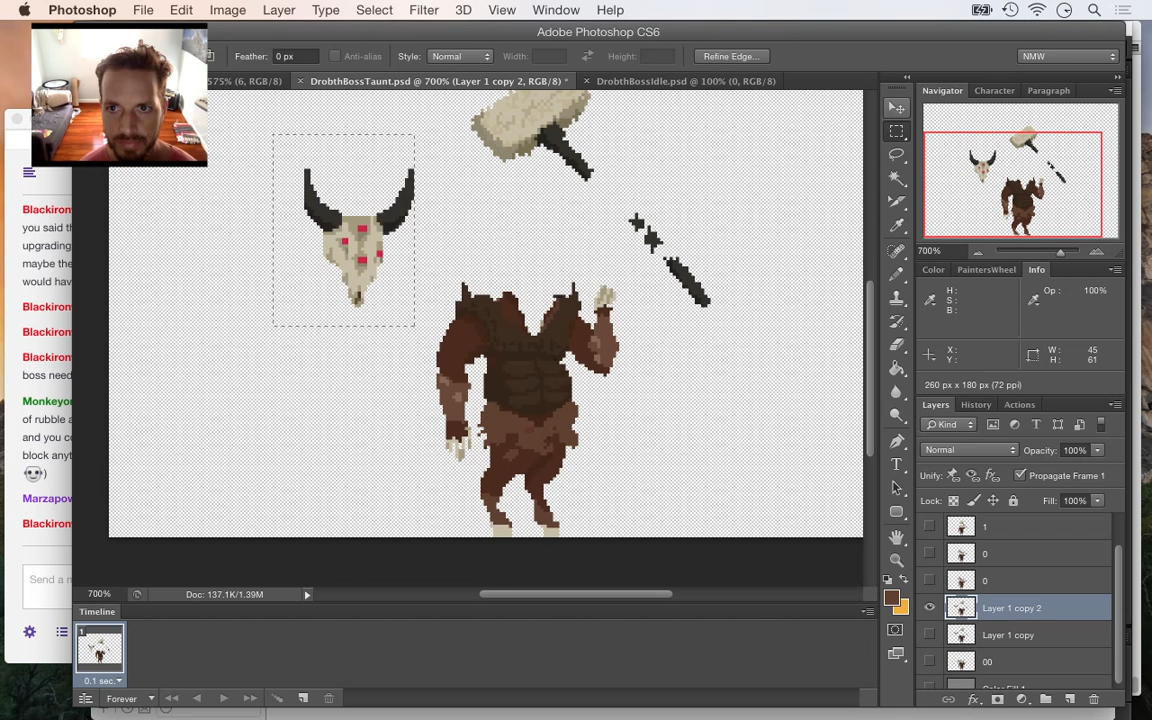 Photoshop File Edit Image Layer Type Select Filter 3D View Window Help
Adobe Photoshop CS6
Feather: 0 px Anti-alias Style: Normal Width: Height: Refine Edge... NMW
575% (6, RGB/8) × DrobthBossTaunt.psd @ 700% (Layer 1 copy 2, RGB/8) * × DrobthBossIdle.psd @ 100% (0, RGB/8)
Navigator Character Paragraph
700%
Color PaintersWheel Info
H:
S:
B:
Op: 100%
X:
Y:
W: 45
H: 61
260 px x 180 px (72 ppi)
Layers History Actions
Kind
Normal Opacity: 100%
Unify: Propagate Frame 1
Lock: Fill: 100%
1
0
0
Layer 1 copy 2
Layer 1 copy
00
Color Fill 1
Blackiron
you said th
upgrading
maybe the
would hav
Blackiron
Blackiron
Blackiron
boss need
Monkeyon
of rubble a
and you co
block anyt
)
Marzapow
Blackiron
Send a m
700% Doc: 137.1K/1.39M
Timeline
1
0.1 sec.
Forever